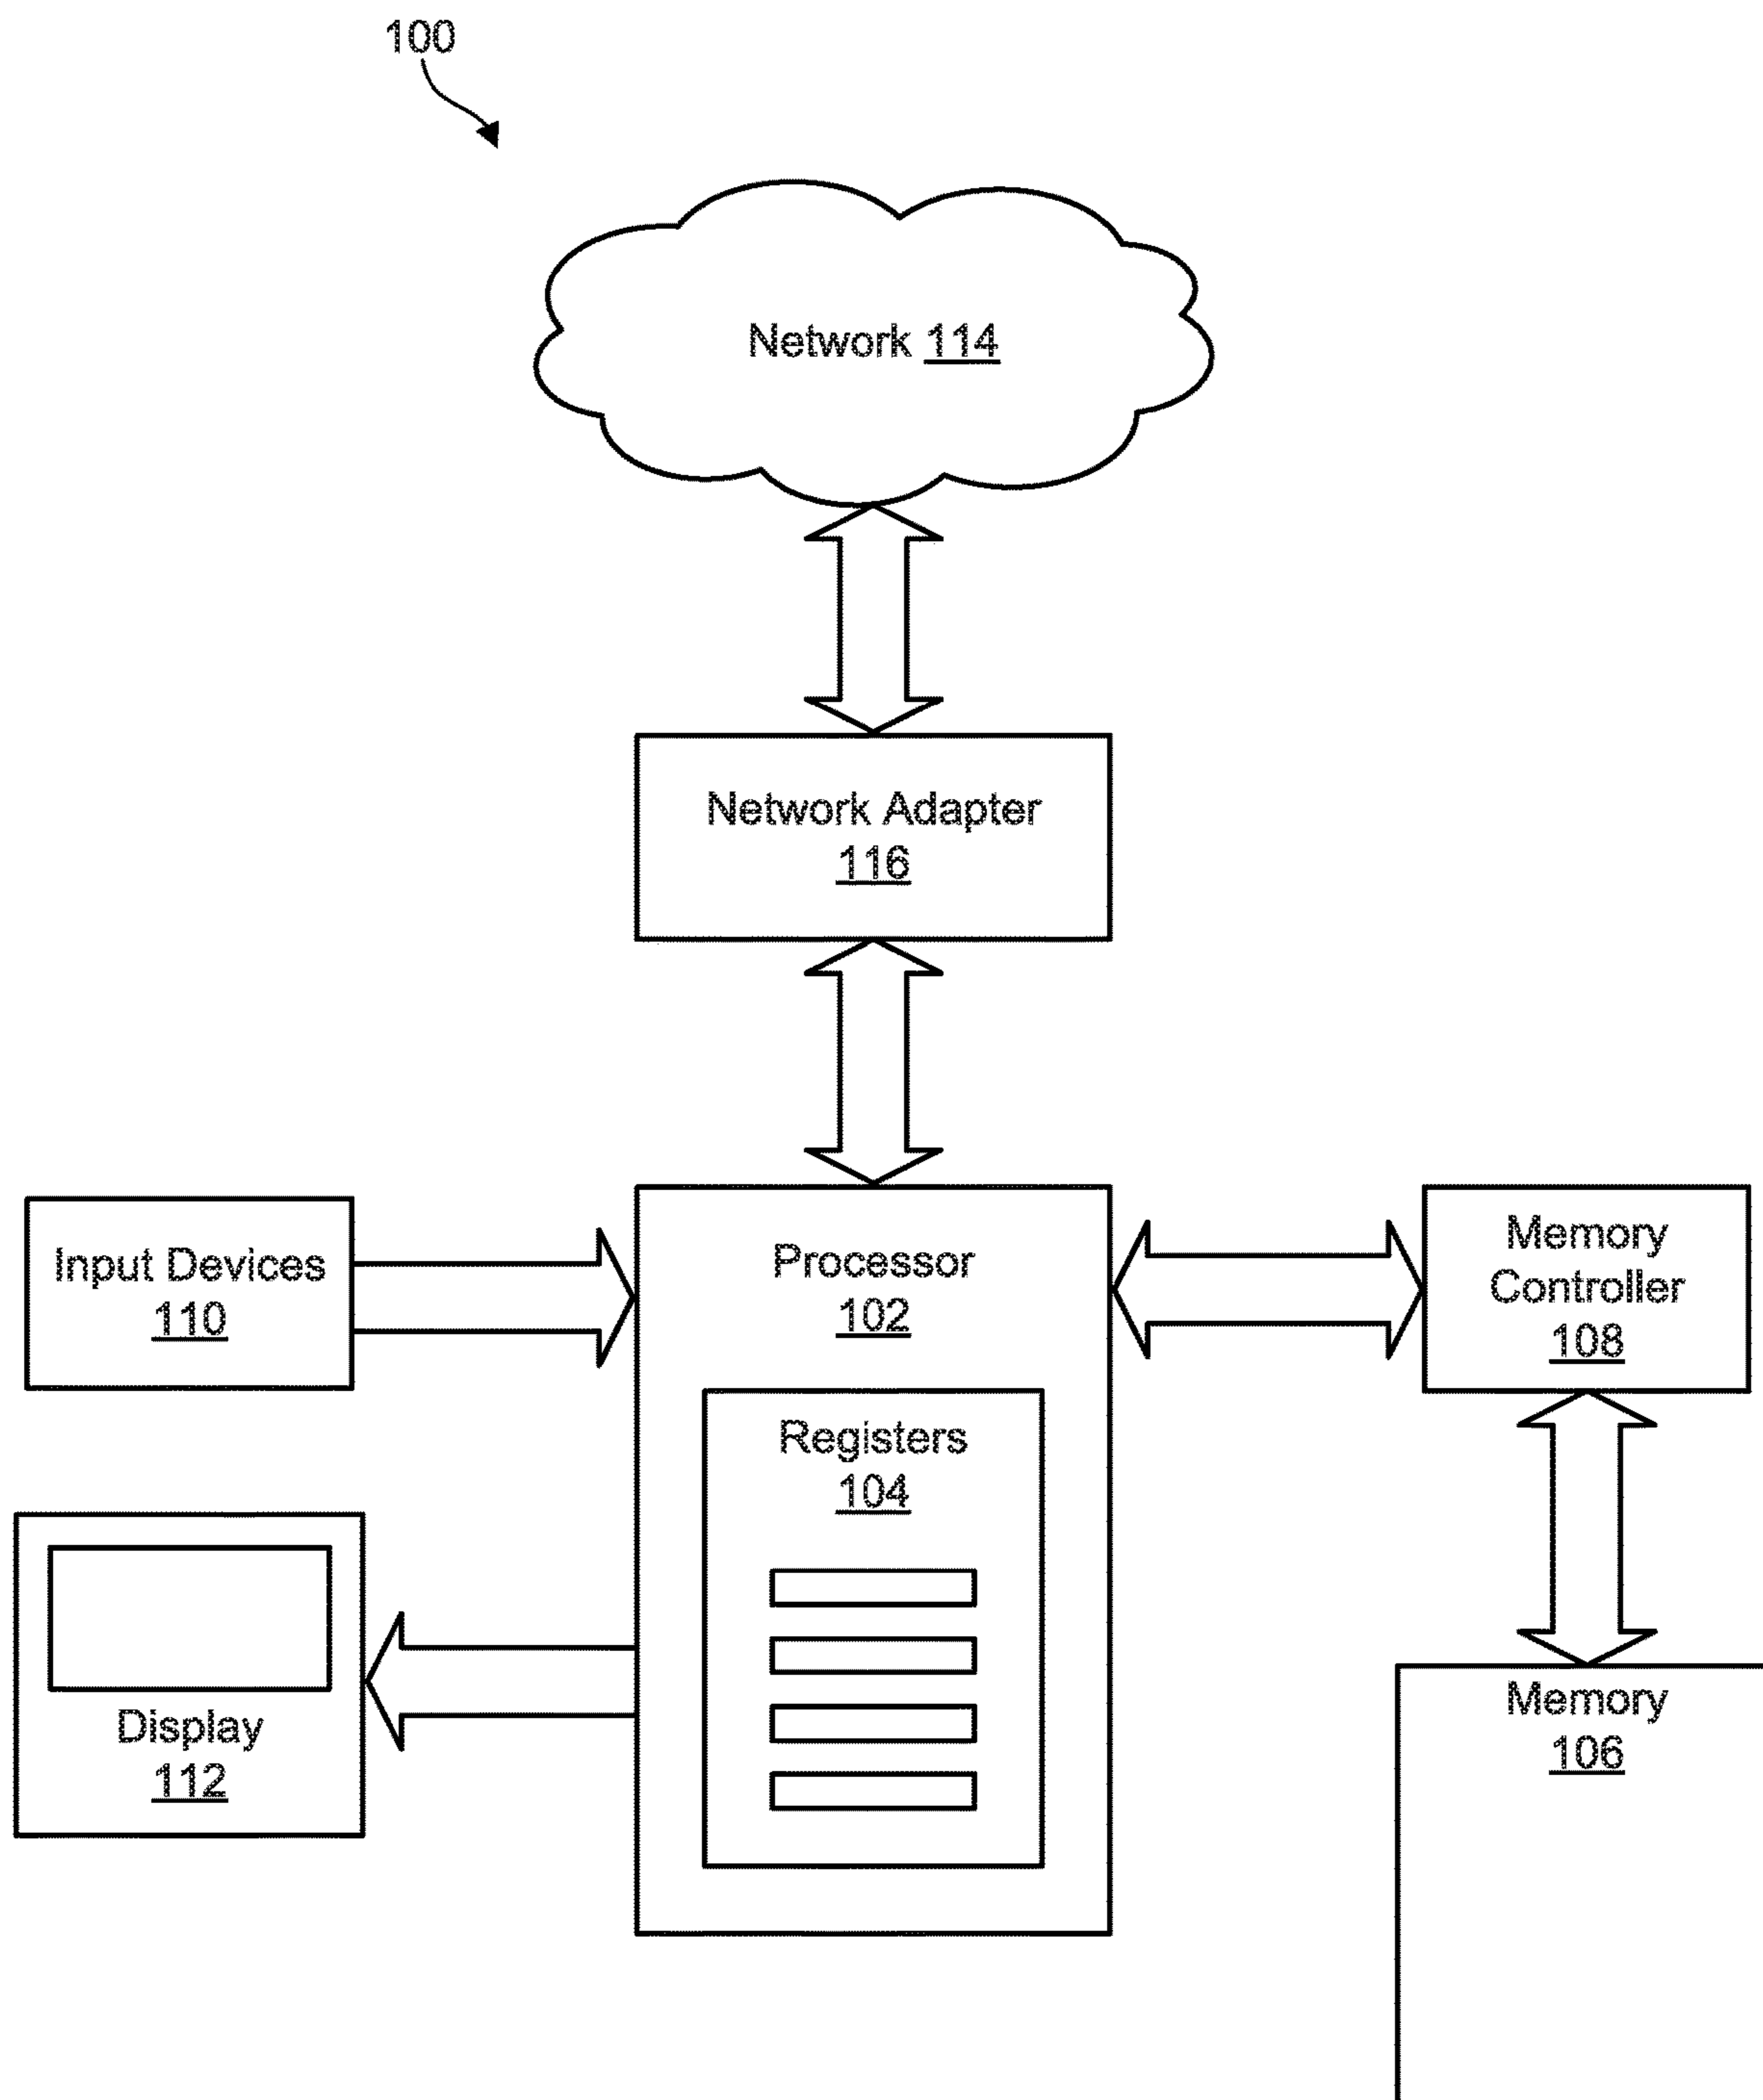 100
Network 114
Network Adapter
116
Input Devices
110
Processor
102
Registers
104
Memory
Controller
108
Display
112
Memory
106